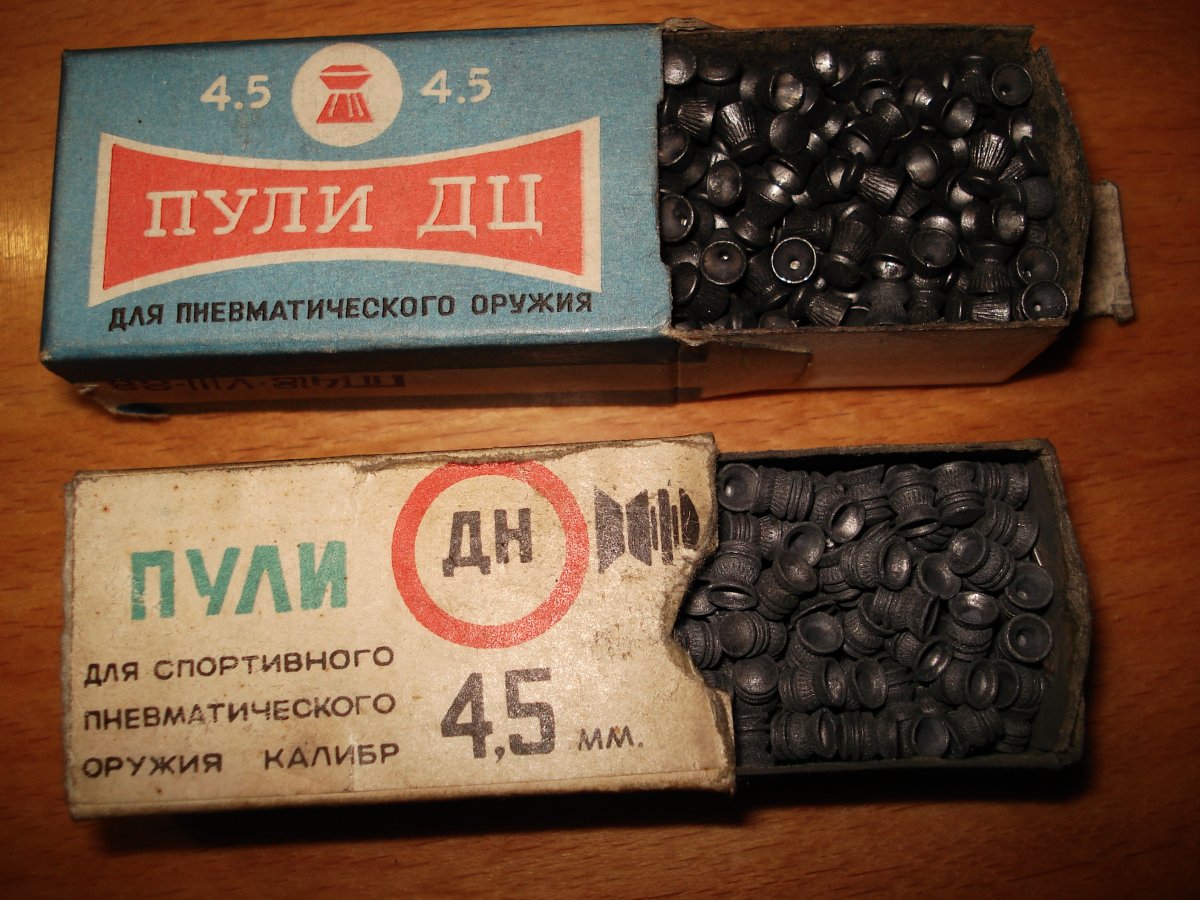 4.5 4.5
ПУЛИ ДЦ
ДЛЯ ПНЕВМАТИЧЕСКОГО ОРУЖИЯ
ПУЛИ
ДН
ДЛЯ СПОРТИВНОГО
ПНЕВМАТИЧЕСКОГО
ОРУЖИЯ КАЛИБР
4,5 мм.